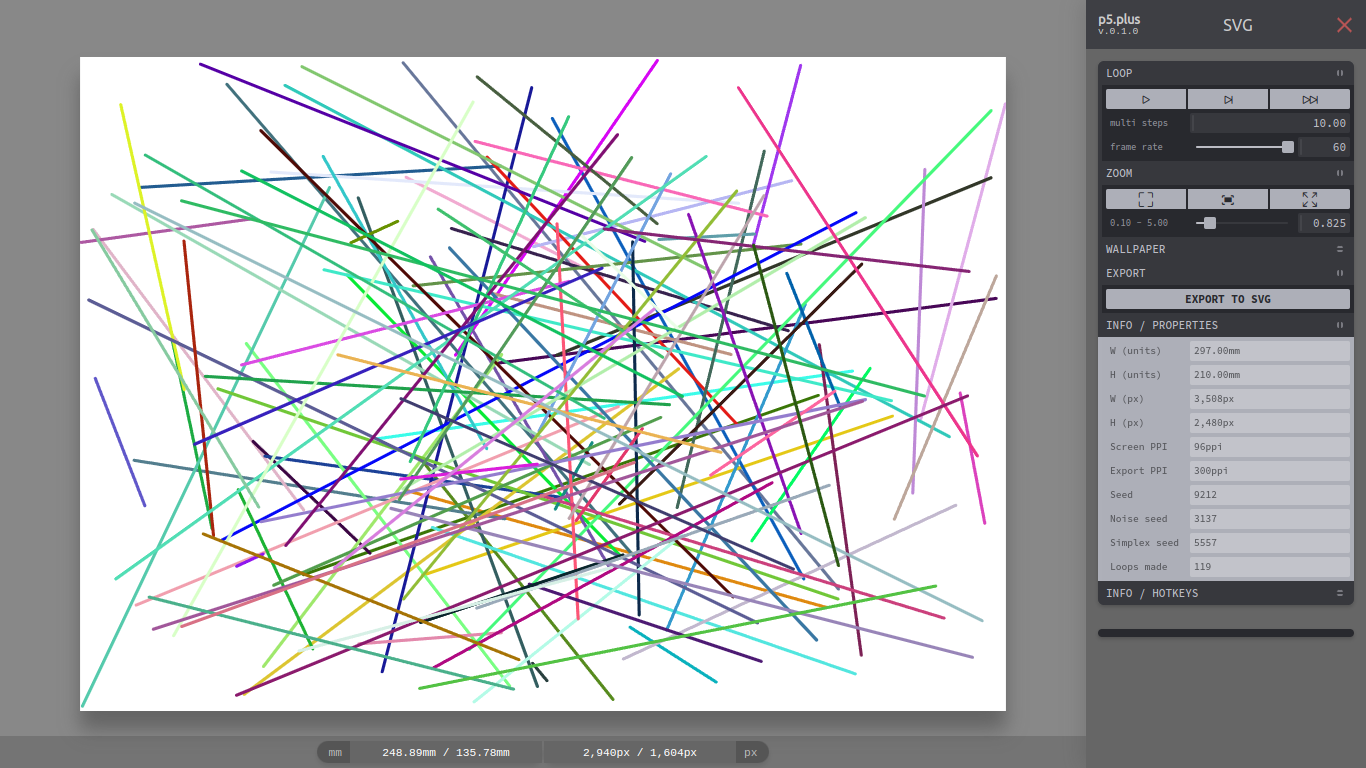 p5.plus
v.0.1.0
SVG
LOOP
multi steps 10.00
frame rate 60
ZOOM
0.10 - 5.00 0.825
WALLPAPER
EXPORT
EXPORT TO SVG
INFO / PROPERTIES
W (units) 297.00mm
H (units) 210.00mm
W (px) 3,508px
H (px) 2,480px
Screen PPI 96ppi
Export PPI 300ppi
Seed 9212
Noise seed 3137
Simplex seed 5557
Loops made 119
INFO / HOTKEYS
mm 248.89mm / 135.78mm 2,940px / 1,604px px